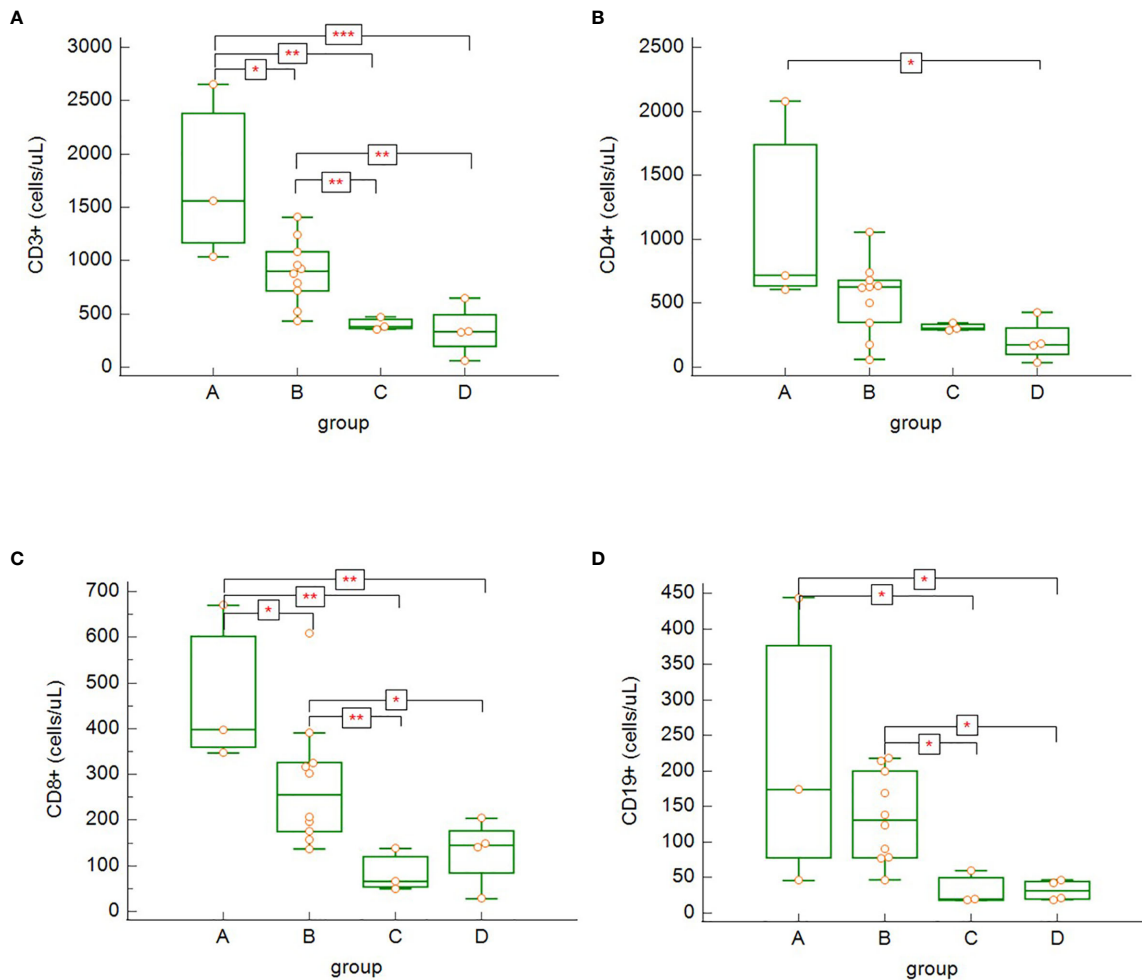 A
CD3+ (cells/uL)
3000
2500
2000
1500
1000
500
0
***
**
*
**
**
A B C D
group
B
CD4+ (cells/uL)
2500
2000
1500
1000
500
0
*
A B C D
group
C
CD8+ (cells/uL)
700
600
500
400
300
200
100
0
**
**
*
*
**
A B C D
group
D
CD19+ (cells/uL)
450
400
350
300
250
200
150
100
50
0
*
*
*
*
A B C D
group